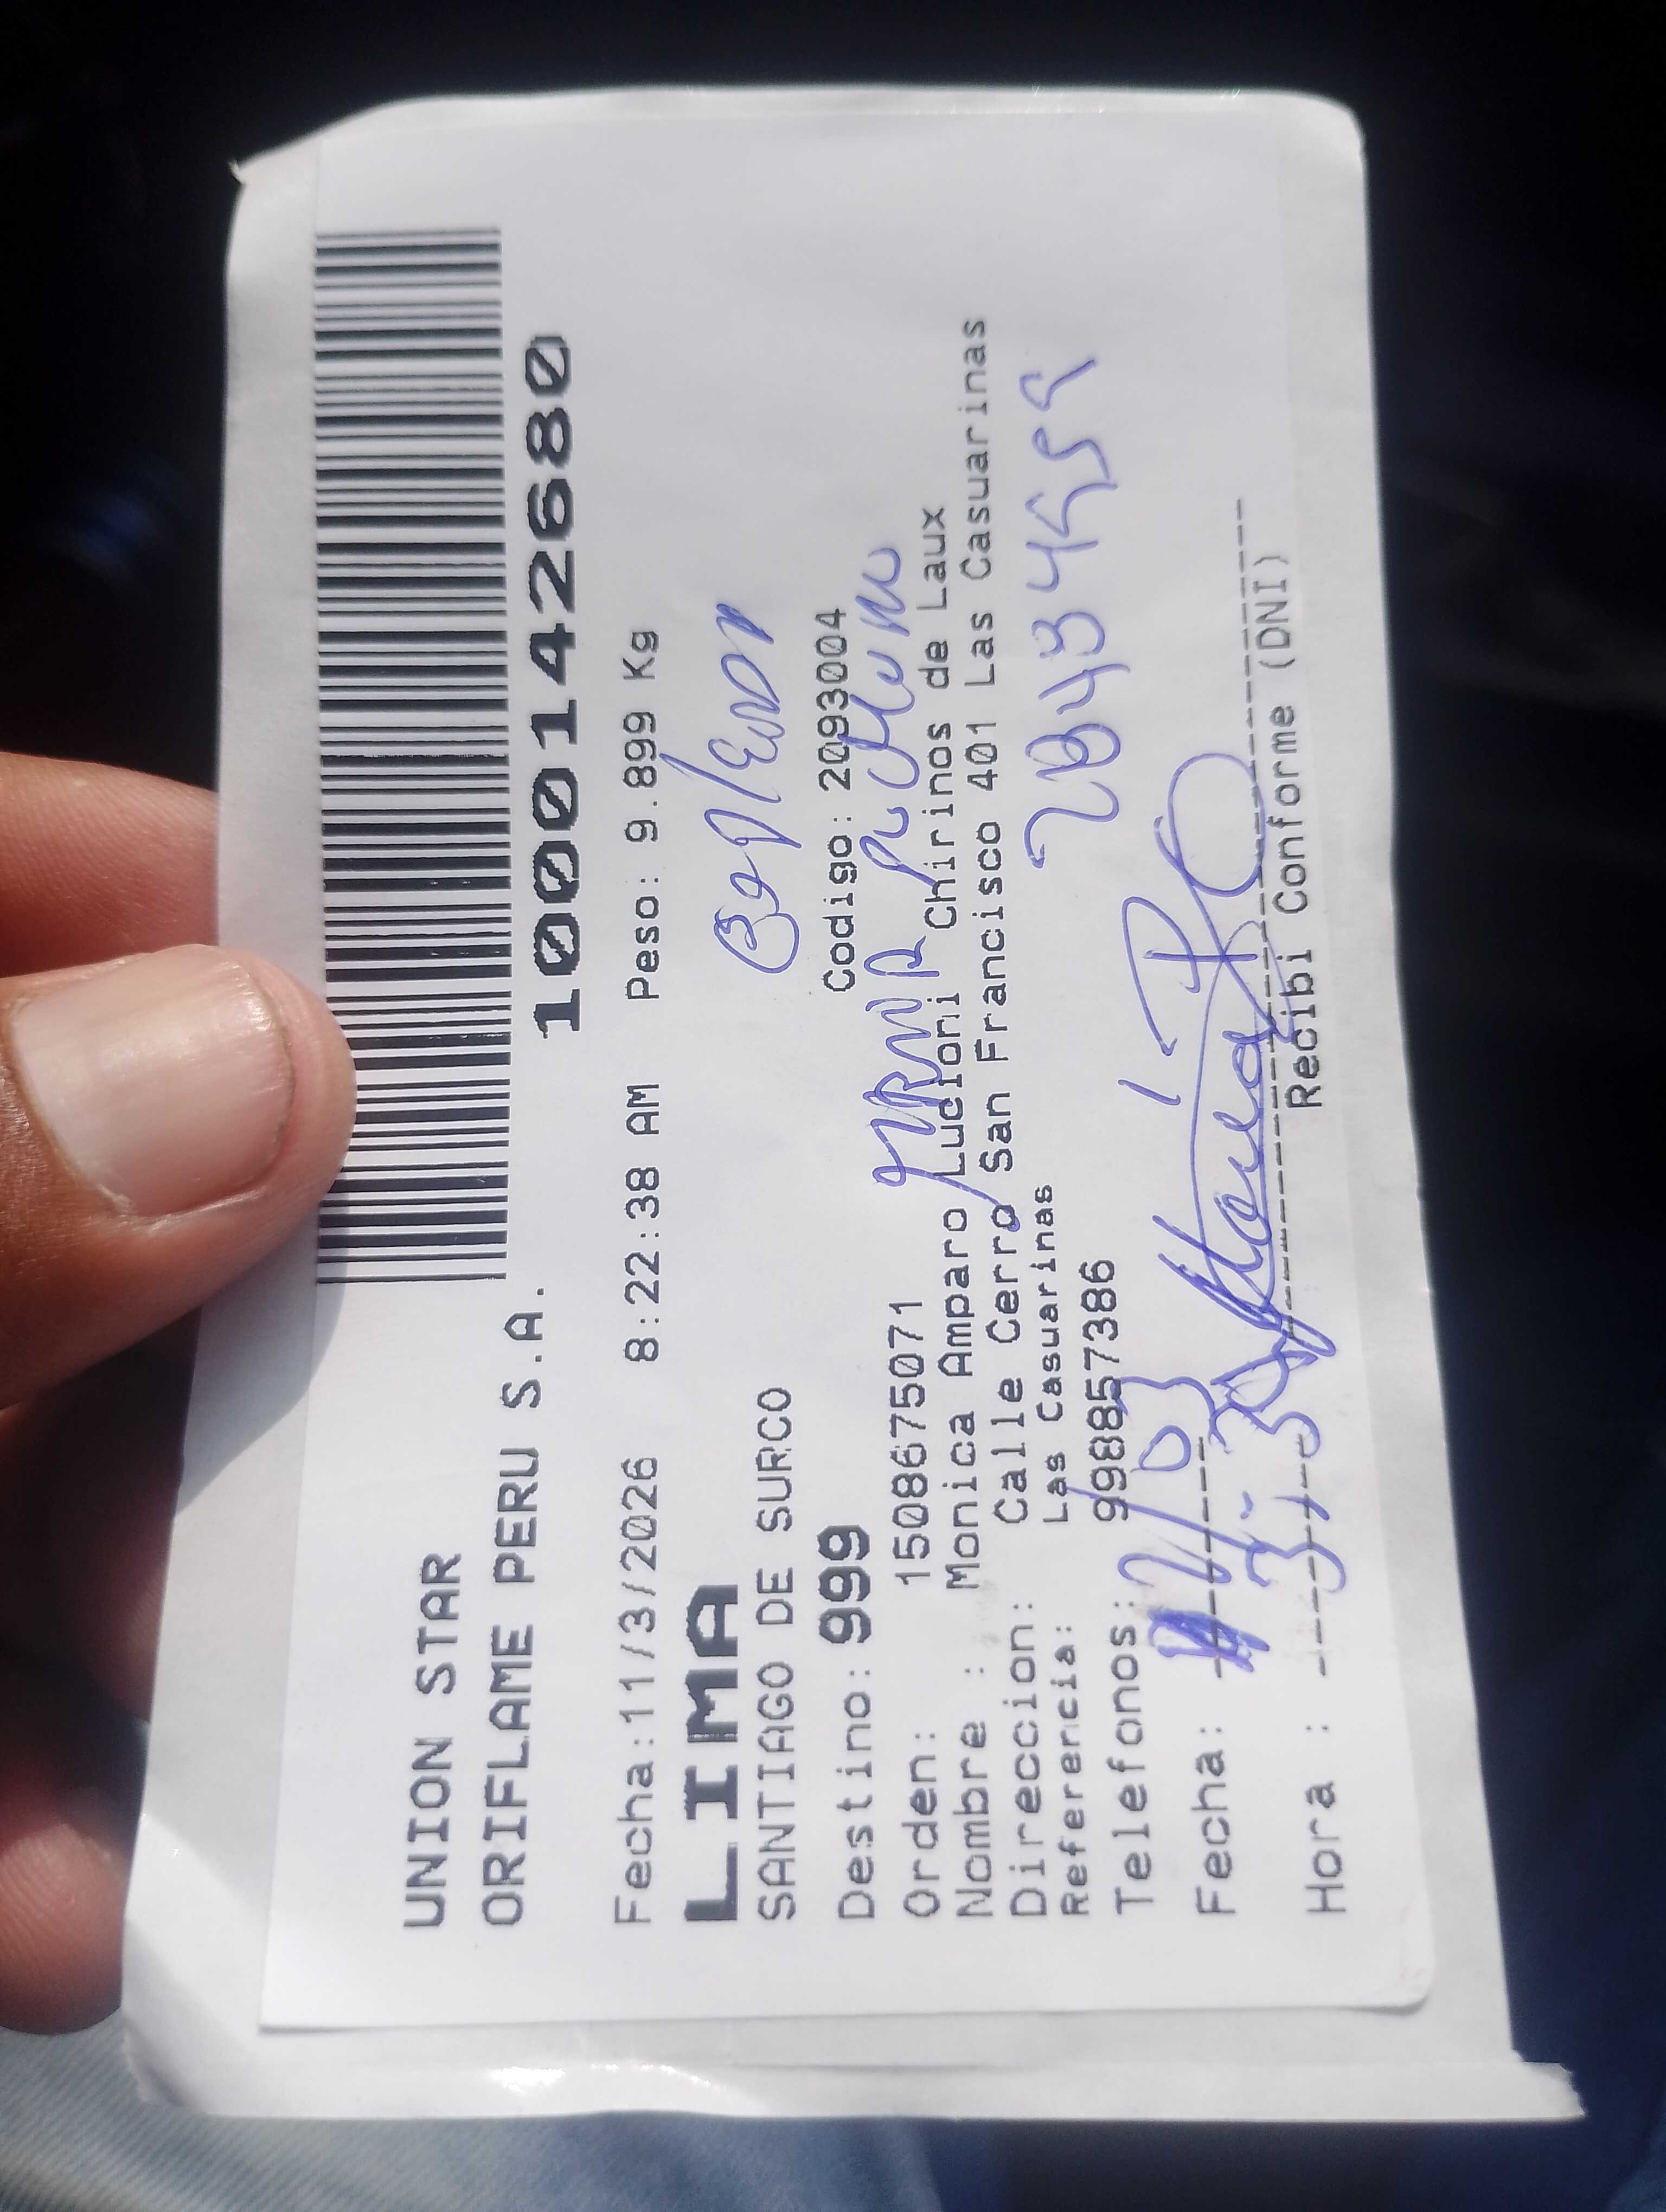 UNION STAR
ORIFLAME PERU S.A.
1000142680
Fecha:11/3/2026 8:22:38 AM Peso: 9.899 Kg
LIMA
SANTIAGO DE SURCO
Destino: 999 Codigo: 2093004
Orden: 1508675071
Nombre : Monica Amparo Lucioni Chirinos de Laux
Direccion: Calle Cerro San Francisco 401 Las Casuarinas
Referencia: Las Casuarinas
Telefonos: 998857386
Fecha:
Hora :
Recibi Conforme (DNI)